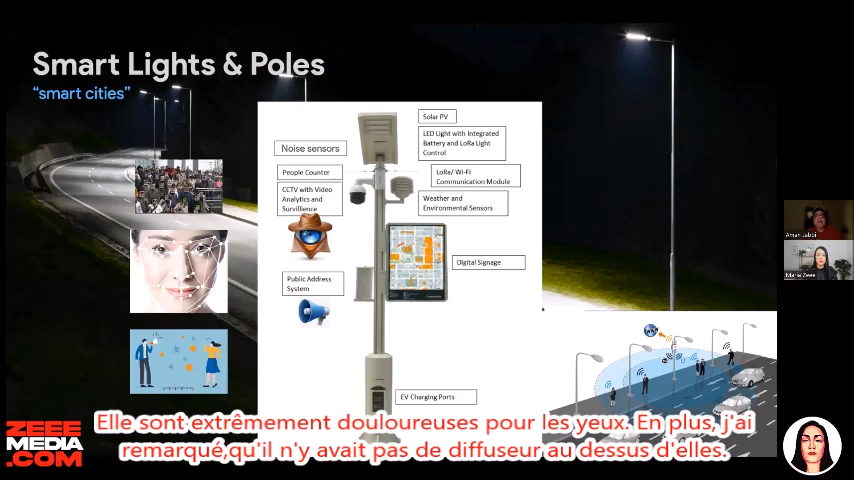 Smart Lights & Poles
“smart cities”
Noise sensors
People Counter
CCTV with Video
Analytics and
Survillience
Public Address
System
Solar PV
LED Light with Integrated
Battery and LoRa Light
Control
LoRa/ Wi-Fi
Communication Module
Weather and
Environmental Sensors
Digital Signage
EV Charging Ports
Aman Jabbi
Maria Zeee
ZEEE
MEDIA
.COM
Elle sont extrêmement douloureuses pour les yeux. En plus, j'ai
remarqué,qu'il n'y avait pas de diffuseur au dessus d'elles.